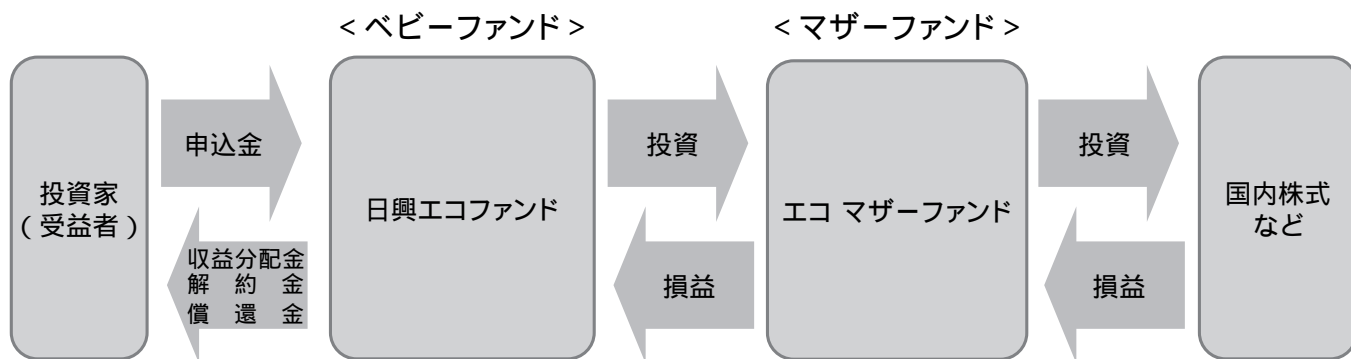 <ベビーファンド>
<マザーファンド>
投資家
(受益者)
申込金
収益分配金
解約金
償還金
日興エコファンド
投資
損益
エコ マザーファンド
投資
損益
国内株式
など